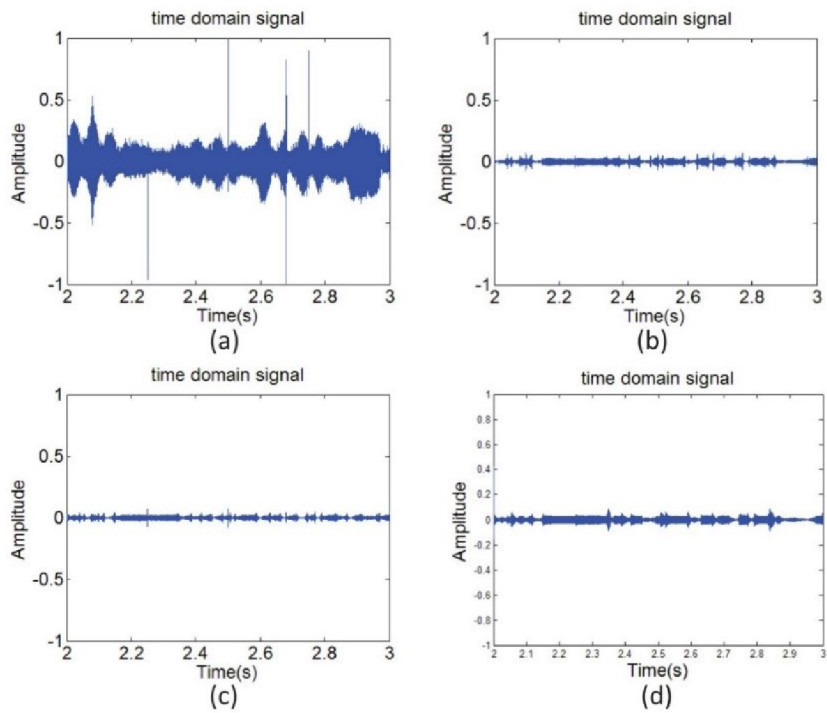 time domain signal
1
0.5
0
-0.5
-1
Amplitude
2 2.2 2.4 2.6 2.8 3
Time(s)
(a)
time domain signal
1
0.5
0
-0.5
-1
Amplitude
2 2.2 2.4 2.6 2.8 3
Time(s)
(b)
time domain signal
1
0.5
0
-0.5
-1
Amplitude
2 2.2 2.4 2.6 2.8 3
Time(s)
(c)
time domain signal
1
0.8
0.6
0.4
0.2
0
-0.2
-0.4
-0.6
-0.8
-1
Amplitude
2 2.1 2.2 2.3 2.4 2.5 2.6 2.7 2.8 2.9 3
Time(s)
(d)